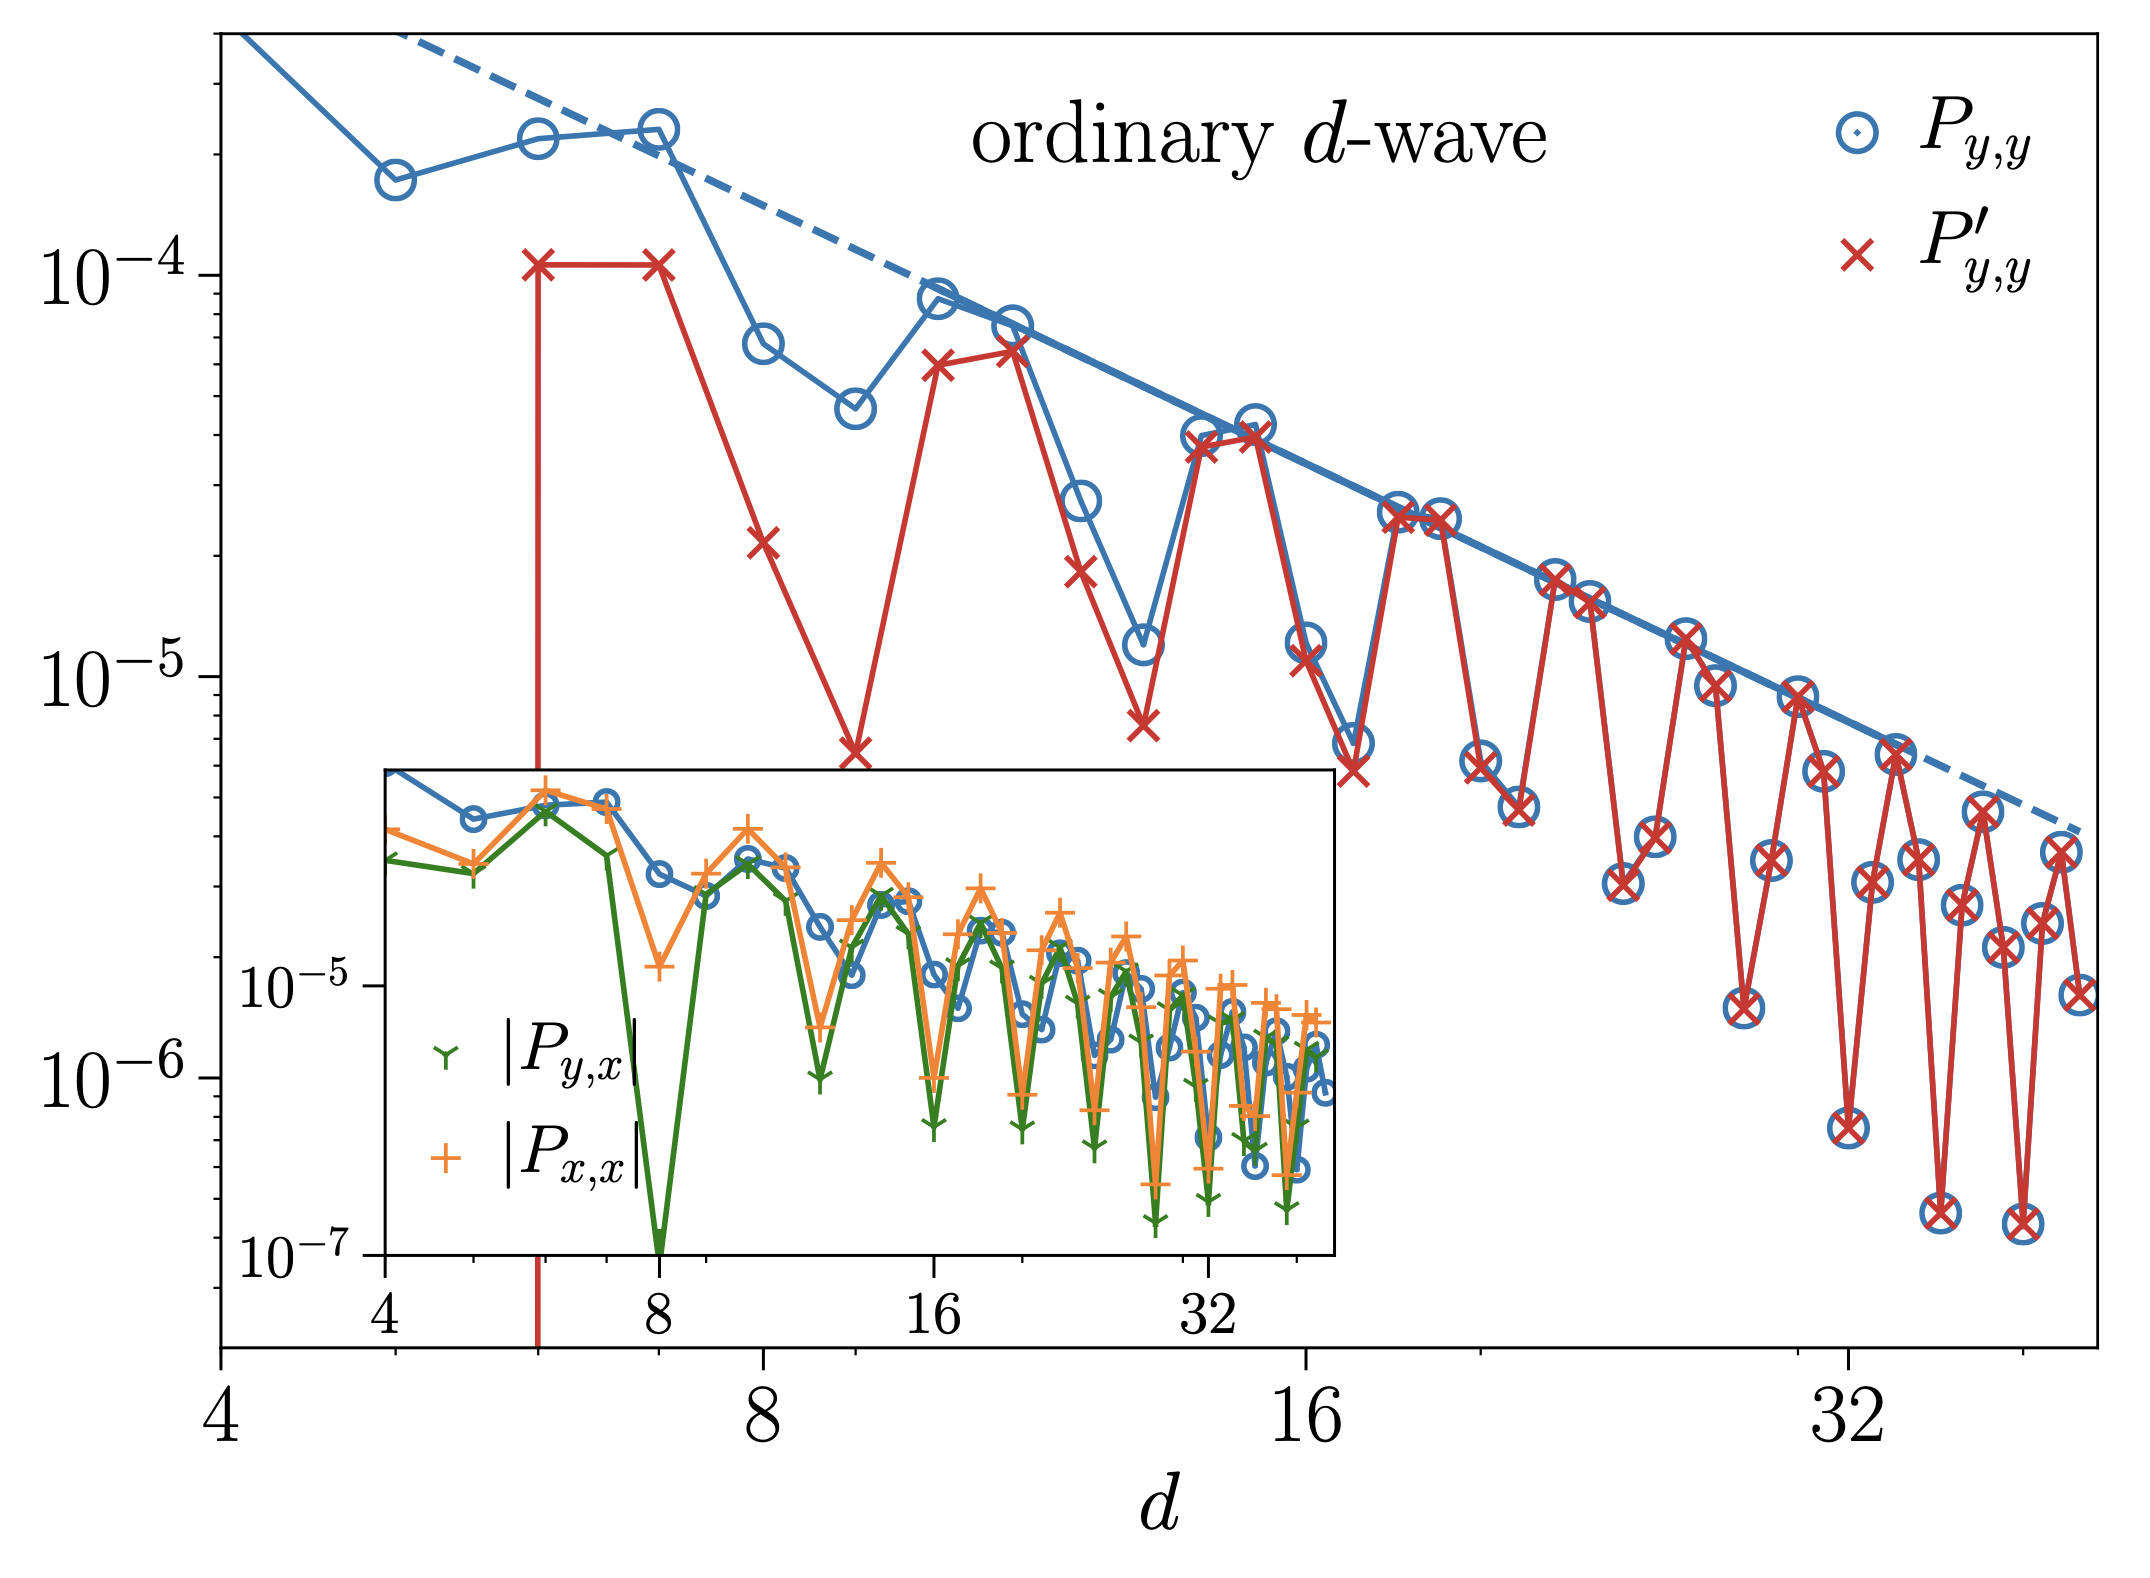 ordinary d-wave
P_{y,y}
P'_{y,y}
10^{−4}
10^{−5}
10^{−6}
10^{−5}
10^{−7}
|P_{y,x}|
|P_{x,x}|
4 8 16 32
4 8 16 32
d